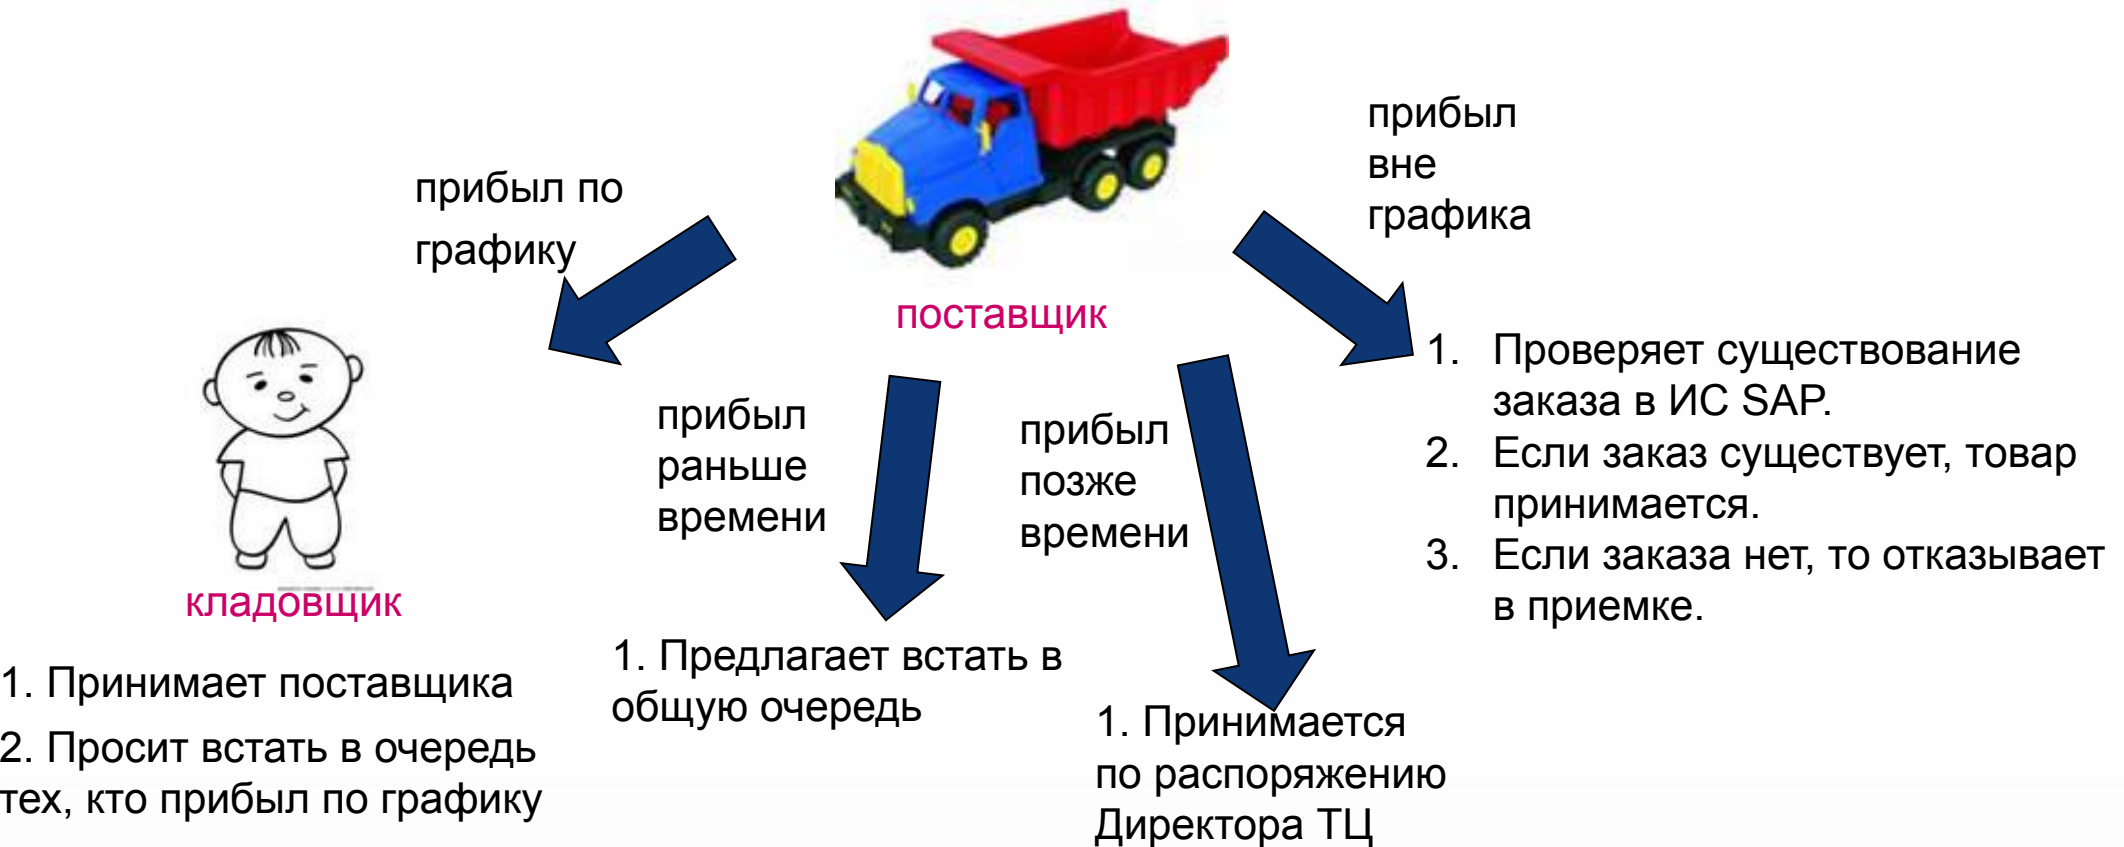 прибыл по
графику
прибыл
вне
графика
поставщик
кладовщик
1. Принимает поставщика
2. Просит встать в очередь
тех, кто прибыл по графику
прибыл
раньше
времени
1. Предлагает встать в
общую очередь
прибыл
позже
времени
1. Принимается
по распоряжению
Директора ТЦ
1. Проверяет существование
заказа в ИС SAP.
2. Если заказ существует, товар
принимается.
3. Если заказа нет, то отказывает
в приемке.